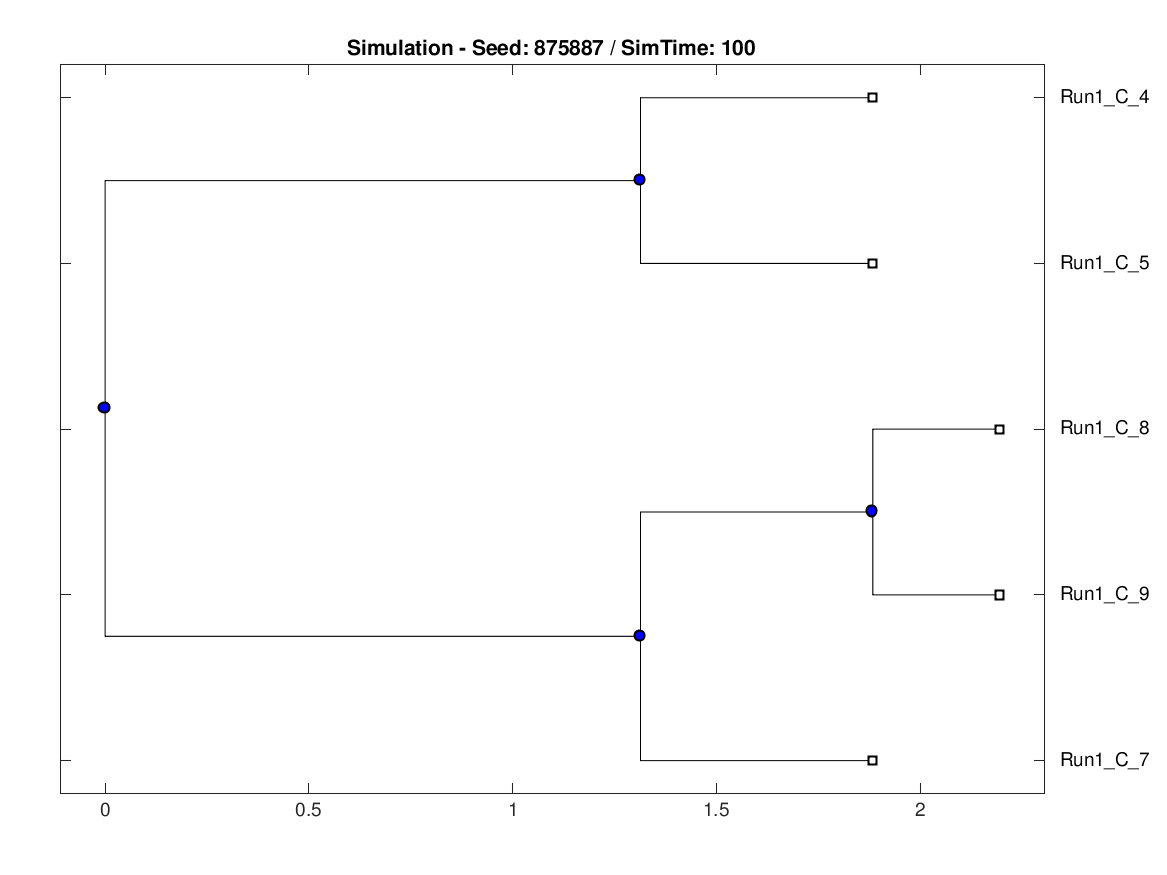 Simulation - Seed: 875887 / SimTime: 100
Run1_C_4
Run1_C_5
Run1_C_8
Run1_C_9
Run1_C_7
0 0.5 1 1.5 2